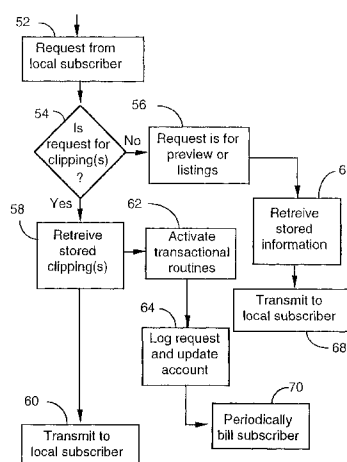 52
Request from
local subscriber
54
Is
request for
clipping(s)
?
No
Yes
56
Request is for
preview or
listings
58
Retreive
stored
clipping(s)
62
Activate
transactional
routines
6
Retreive
stored
information
Transmit to
local subscriber
68
64
Log request
and update
account
70
Periodically
bill subscriber
60
Transmit to
local subscriber